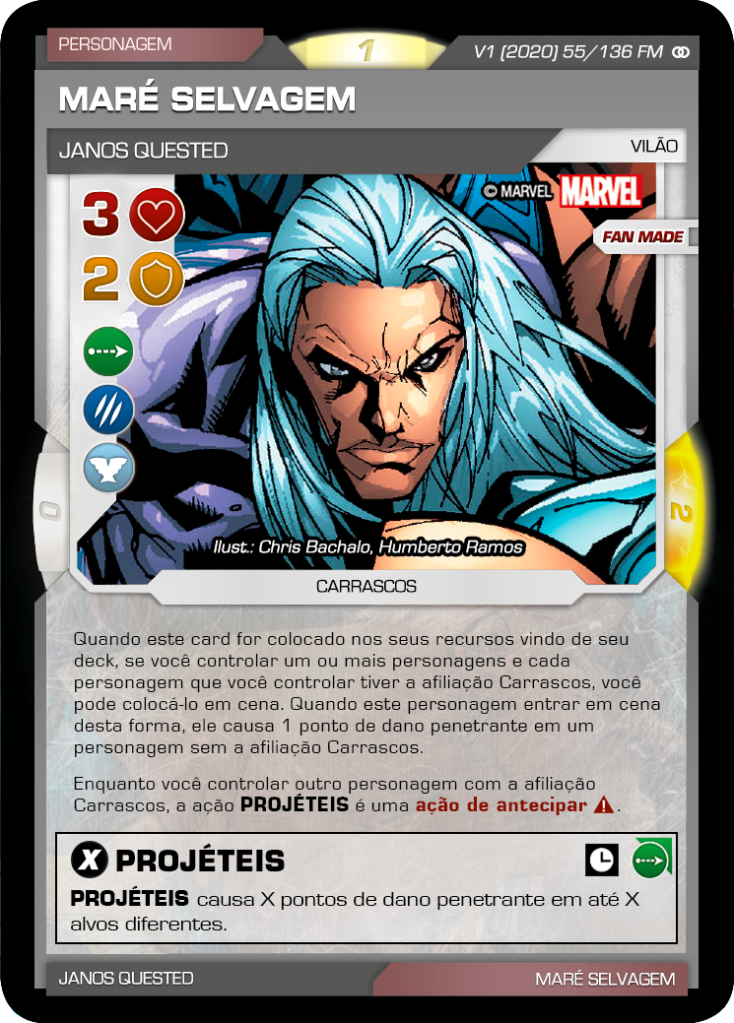 PERSONAGEM
1
V1 (2020) 55/136 FM
MARÉ SELVAGEM
JANOS QUESTED
VILÃO
© MARVEL MARVEL
FAN MADE
3
2
0
2
Ilust.: Chris Bachalo, Humberto Ramos
CARRASCOS
Quando este card for colocado nos seus recursos vindo de seu
deck, se você controlar um ou mais personagens e cada
personagem que você controlar tiver a afiliação Carrascos, você
pode colocá-lo em cena. Quando este personagem entrar em cena
desta forma, ele causa 1 ponto de dano penetrante em um
personagem sem a afiliação Carrascos.
Enquanto você controlar outro personagem com a afiliação
Carrascos, a ação PROJÉTEIS é uma ação de antecipar.
X PROJÉTEIS
PROJÉTEIS causa X pontos de dano penetrante em até X
alvos diferentes.
JANOS QUESTED
MARÉ SELVAGEM